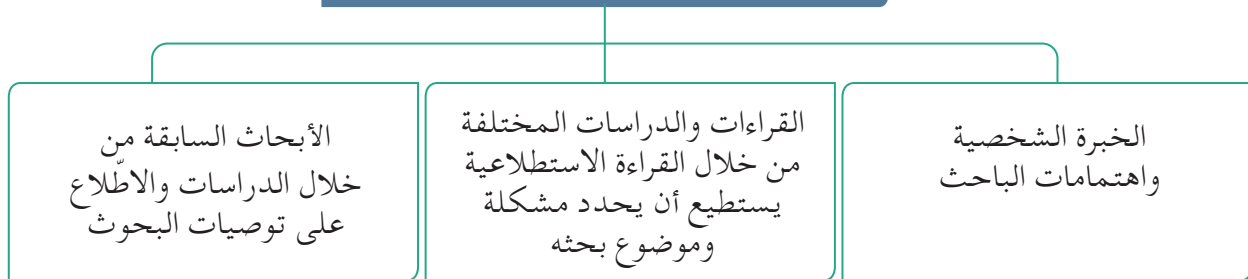 الخبرة الشخصية
واهتمامات الباحث
القراءات والدراسات المختلفة
من خلال القراءة الاستطلاعية
يستطيع أن يحدد مشكلة
وموضوع بحثه
الأبحاث السابقة من
خلال الدراسات والاطّلاع
على توصيات البحوث